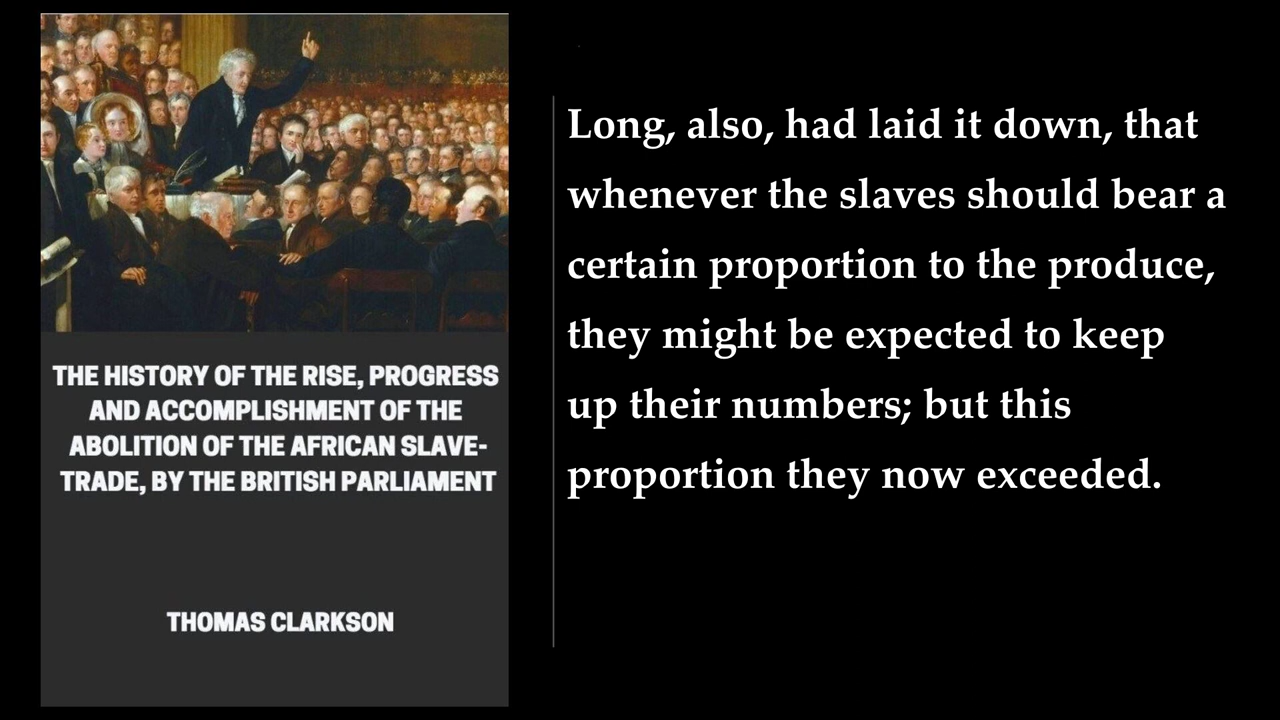 THE HISTORY OF THE RISE, PROGRESS
AND ACCOMPLISHMENT OF THE
ABOLITION OF THE AFRICAN SLAVE-
TRADE, BY THE BRITISH PARLIAMENT
THOMAS CLARKSON
Long, also, had laid it down, that
whenever the slaves should bear a
certain proportion to the produce,
they might be expected to keep
up their numbers; but this
proportion they now exceeded.